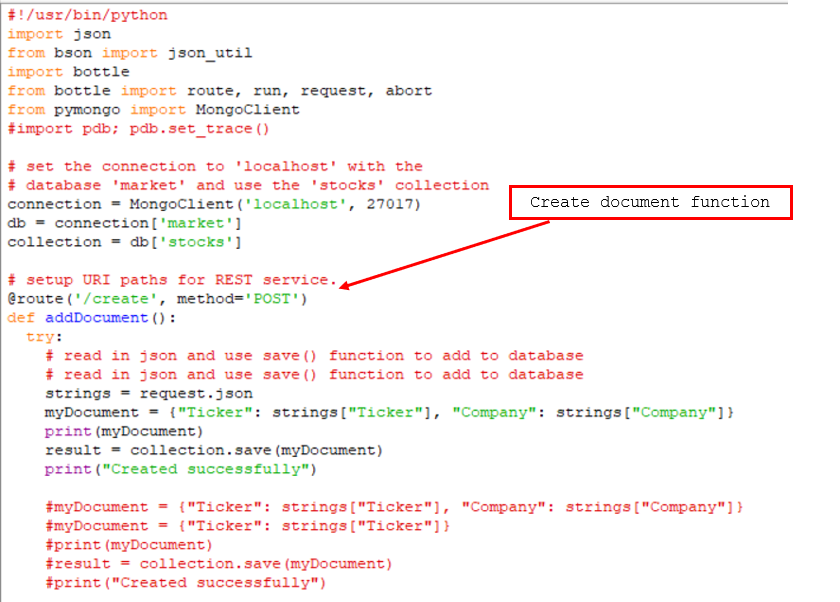 #!/usr/bin/python
import json
from bson import json_util
import bottle
from bottle import route, run, request, abort
from pymongo import MongoClient
#import pdb; pdb.set_trace()
# set the connection to 'localhost' with the
# database 'market' and use the 'stocks' collection
connection = MongoClient('localhost', 27017)
db = connection['market']
collection = db['stocks']
Create document function
# setup URI paths for REST service.
@route('/create', method='POST')
def addDocument():
  try:
    # read in json and use save() function to add to database
    # read in json and use save() function to add to database
    strings = request.json
    myDocument = {"Ticker": strings["Ticker"], "Company": strings["Company"]}
    print(myDocument)
    result = collection.save(myDocument)
    print("Created successfully")
    #myDocument = {"Ticker": strings["Ticker"], "Company": strings["Company"]}
    #myDocument = {"Ticker": strings["Ticker"]}
    #print(myDocument)
    #result = collection.save(myDocument)
    #print("Created successfully")